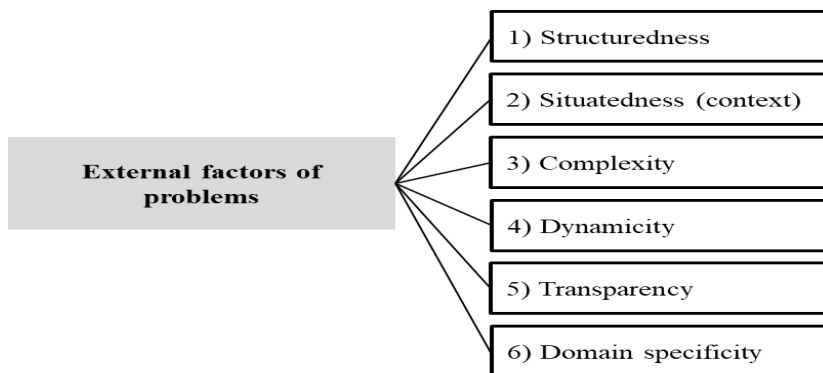 External factors of
problems
1) Structuredness
2) Situatedness (context)
3) Complexity
4) Dynamicity
5) Transparency
6) Domain specificity